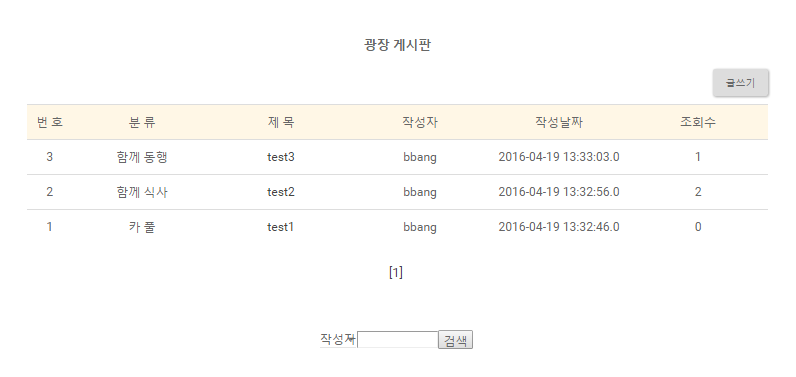 광장 게시판
글쓰기
번 호 분 류 제 목 작성자 작성날짜 조회수
3 함께 동행 test3 bbang 2016-04-19 13:33:03.0 1
2 함께 식사 test2 bbang 2016-04-19 13:32:56.0 2
1 카 풀 test1 bbang 2016-04-19 13:32:46.0 0
[1]
작성자 검색